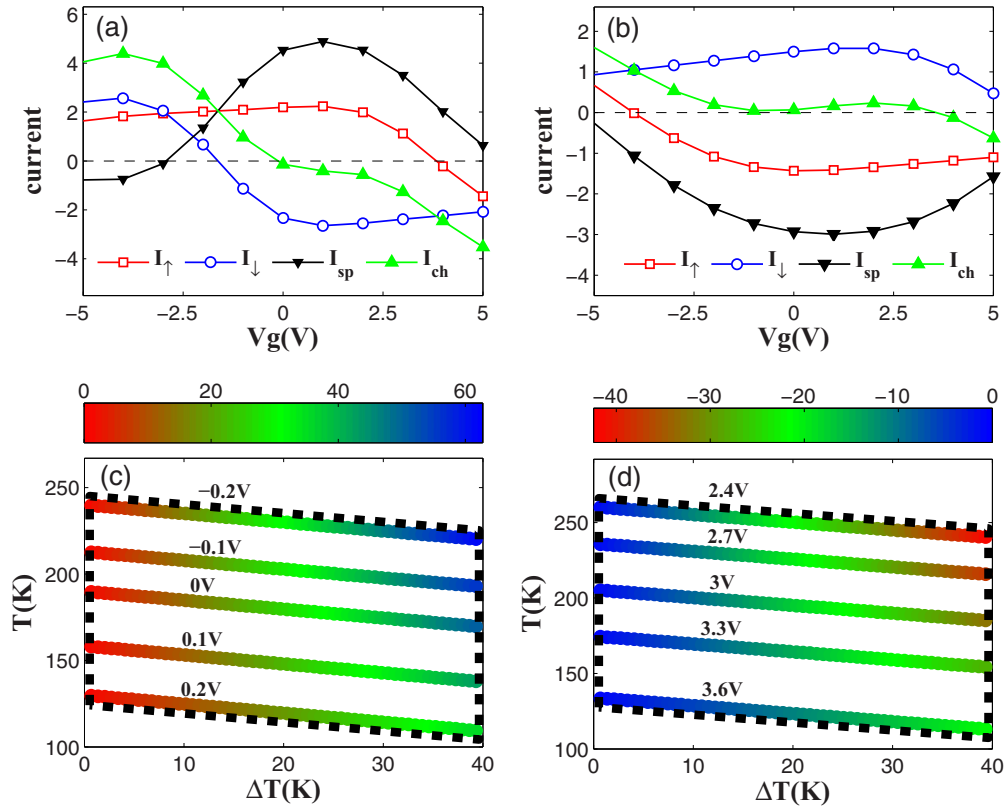 (a)
6
4
2
0
−2
−4
current
I↑ I↓ Isp Ich
−5 −2.5 0 2.5 5
Vg(V)
(b)
2
1
0
−1
−2
−3
−4
current
I↑ I↓ Isp Ich
−5 −2.5 0 2.5 5
Vg(V)
0 20 40 60
(c)
250
200
150
100
T(K)
−0.2V
−0.1V
0V
0.1V
0.2V
0 10 20 30 40
ΔT(K)
−40 −30 −20 −10 0
(d)
250
200
150
100
T(K)
2.4V
2.7V
3V
3.3V
3.6V
0 10 20 30 40
ΔT(K)